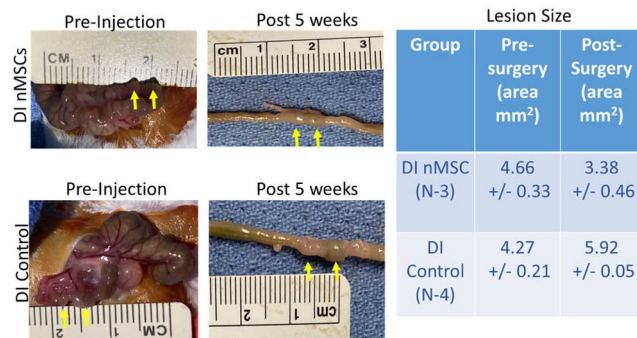 Pre-Injection
Post 5 weeks
Lesion Size
DI nMSCs
CM 1 2 3
cm 1 2 3
Group
Pre-surgery (area mm²)
Post-Surgery (area mm²)
DI nMSC (N-3)
4.66 +/- 0.33
3.38 +/- 0.46
Pre-Injection
Post 5 weeks
DI Control
2 1 CM
2 1 cm
DI Control (N-4)
4.27 +/- 0.21
5.92 +/- 0.05